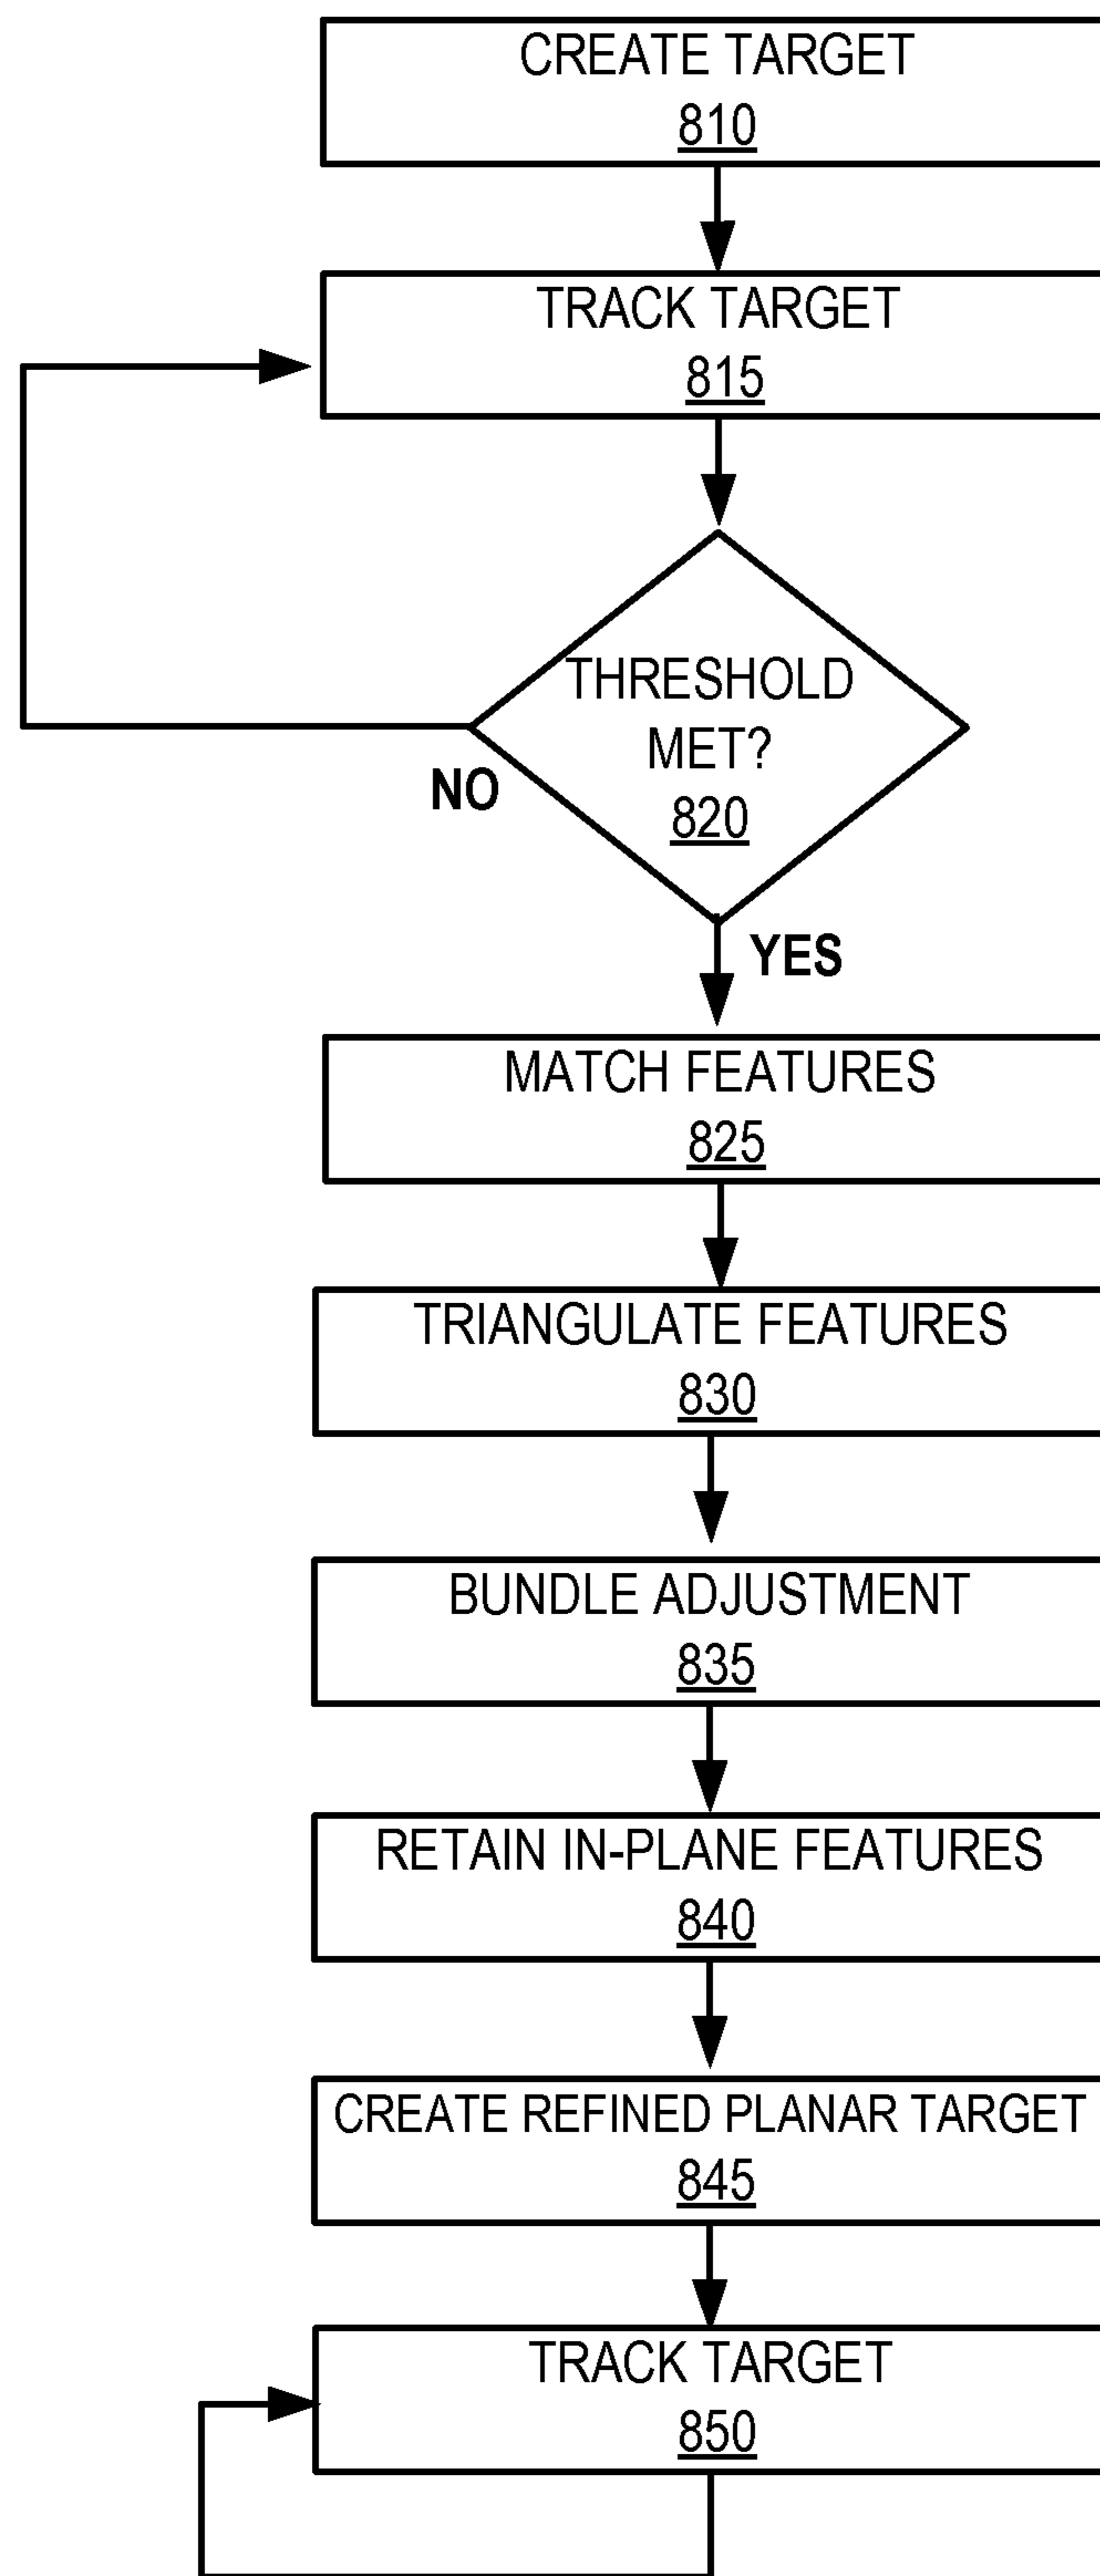 CREATE TARGET
810
TRACK TARGET
815
THRESHOLD
MET?
820
NO
YES
MATCH FEATURES
825
TRIANGULATE FEATURES
830
BUNDLE ADJUSTMENT
835
RETAIN IN-PLANE FEATURES
840
CREATE REFINED PLANAR TARGET
845
TRACK TARGET
850